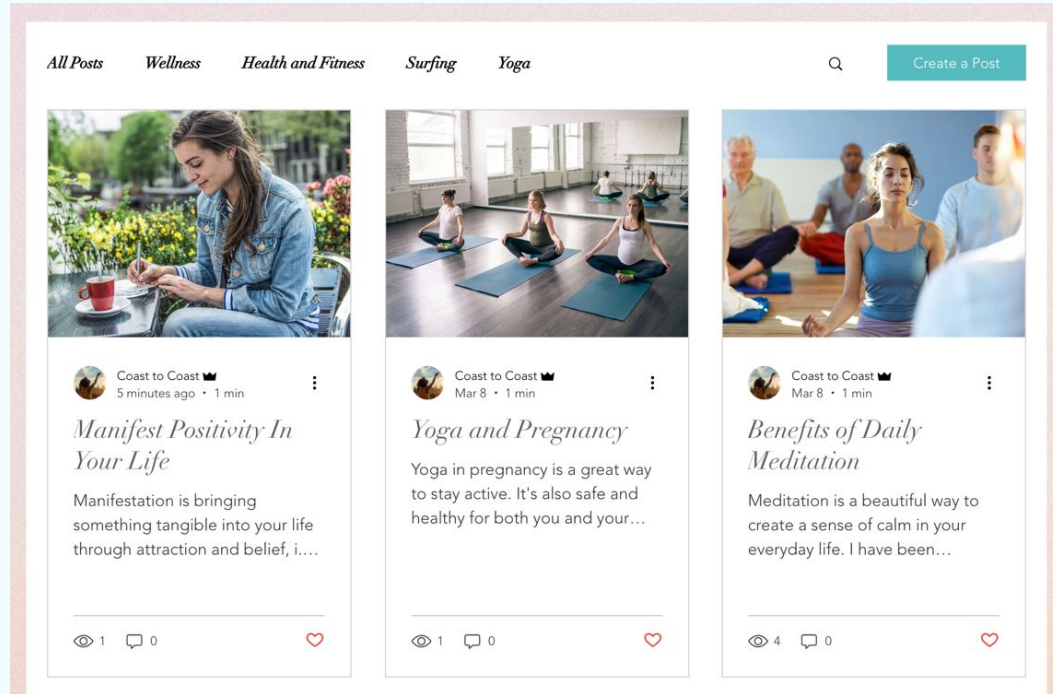 All Posts Wellness Health and Fitness Surfing Yoga Create a Post
Coast to Coast
5 minutes ago • 1 min
Manifest Positivity In
Your Life
Manifestation is bringing
something tangible into your life
through attraction and belief, i....
1 0
Coast to Coast
Mar 8 • 1 min
Yoga and Pregnancy
Yoga in pregnancy is a great way
to stay active. It's also safe and
healthy for both you and your...
1 0
Coast to Coast
Mar 8 • 1 min
Benefits of Daily
Meditation
Meditation is a beautiful way to
create a sense of calm in your
everyday life. I have been...
4 0